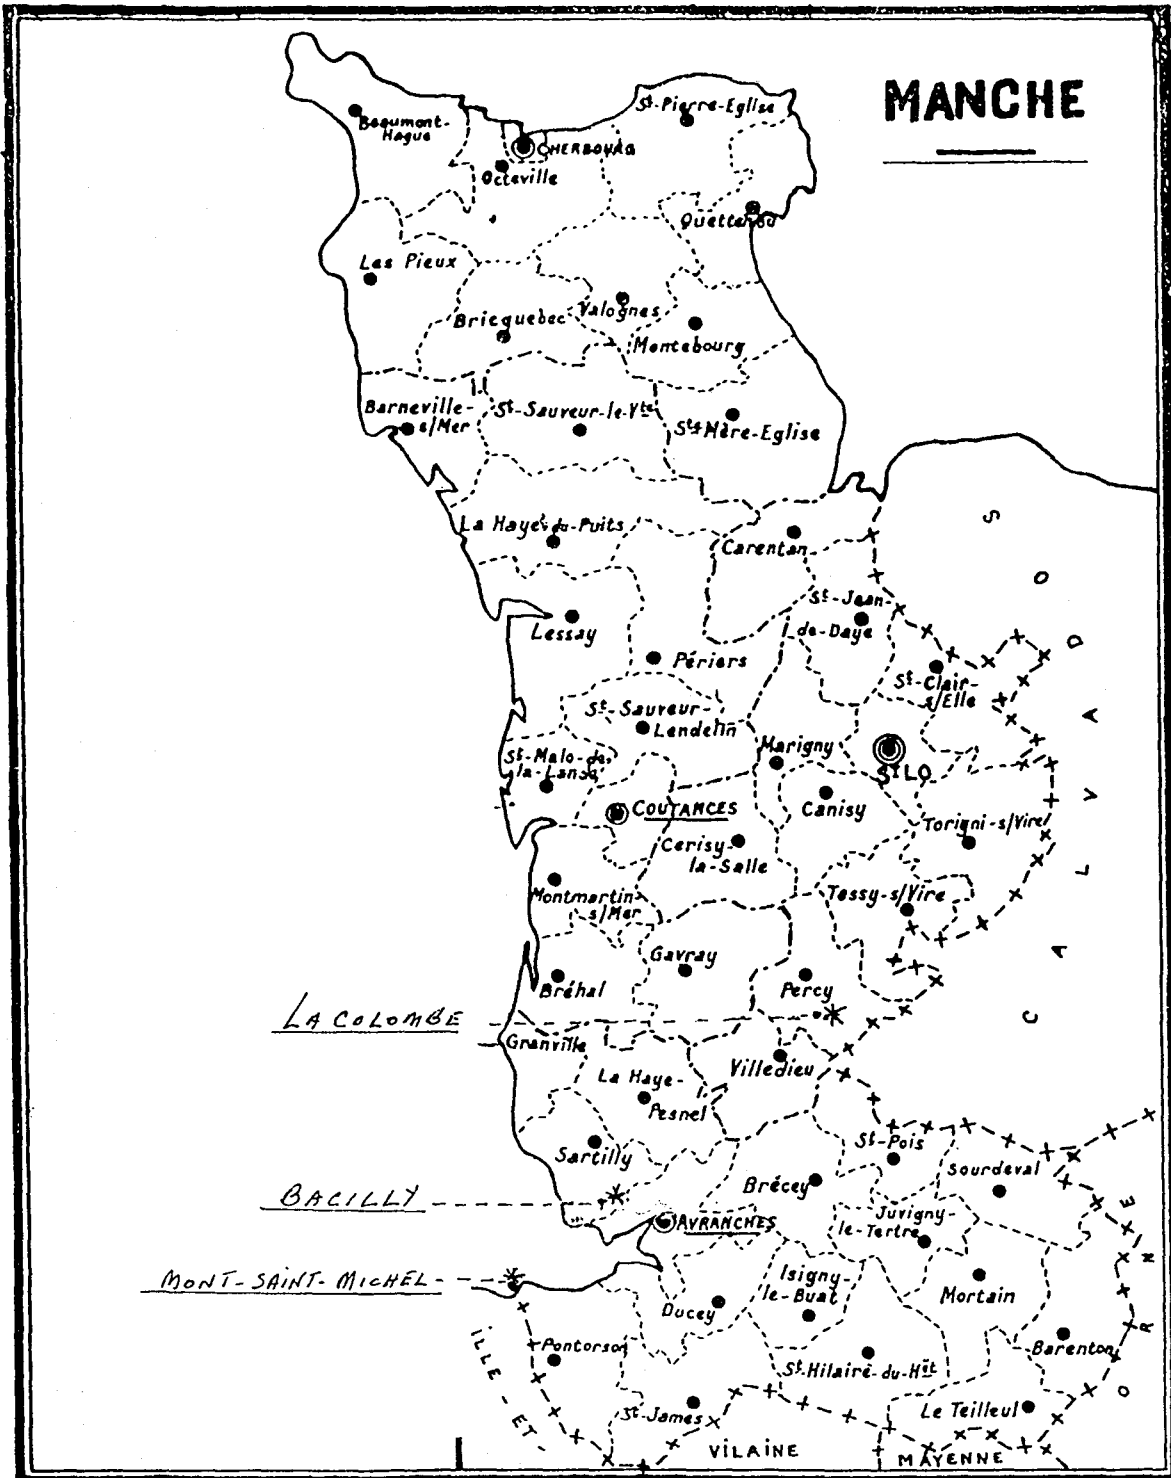 MANCHE
St-Pierre-Eglise
Beaumont-
Hague
CHERBOURG
Octeville
Quettehou
Les Pieux
Valognes
Bricquebec
Montebourg
Barneville-
s/Mer
St-Sauveur-le-Vte
Ste-Mère-Eglise
La Haye-du-Puits
Carentan
St-Jean-
de-Daye
Lessay
Périers
St-Clair-
s/Elle
St-Sauveur-
Lendelin
Marigny
St-Malo-de-
la-Lande
St LO
COUTANCES
Canisy
Torigni-s/Vire
Cerisy-
la-Salle
Montmartin-
s/Mer
Tessy-s/Vire
Gavray
Bréhal
Percy
LA COLOMBE
Granville
Villedieu
La Haye-
Pesnel
St-Pois
Sartilly
Sourdeval
Brécey
BACILLY
Juvigny-
le-Tertre
AVRANCHES
MONT-SAINT-MICHEL
Isigny-
le-Buat
Ducey
Mortain
Pontorson
Barenton
St-Hilaire-du-Hët
St-James
Le Teilleul
CALVADOS
ORNE
ILLE-ET-
VILAINE
MAYENNE